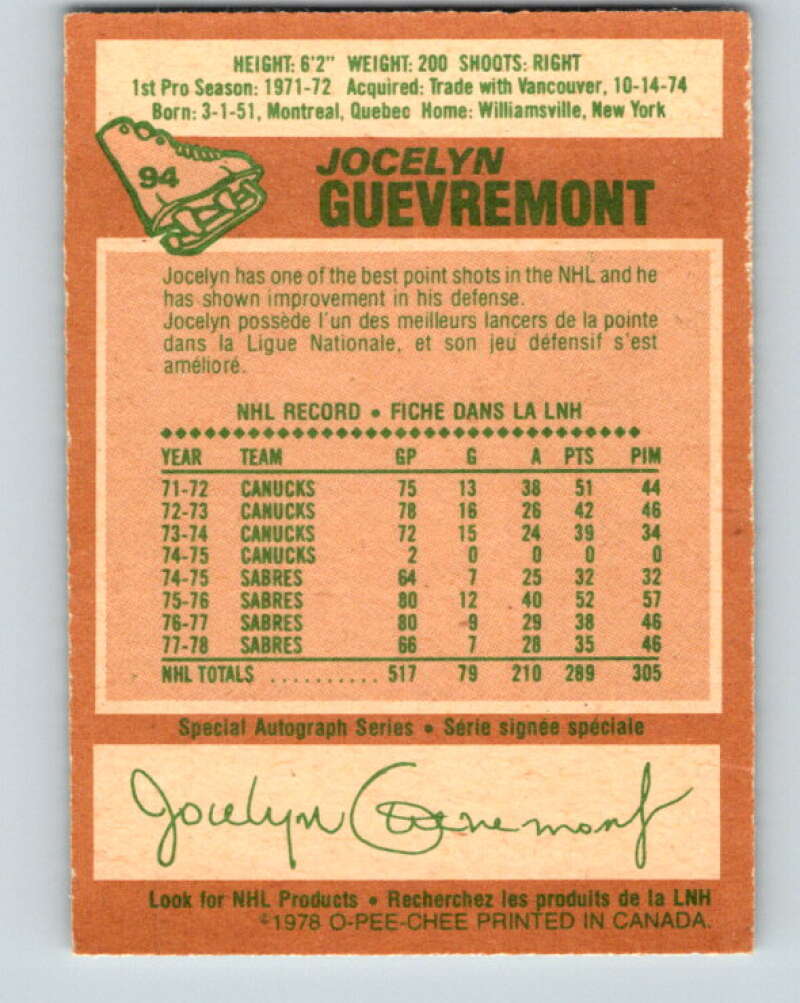 HEIGHT: 6'2" WEIGHT: 200 SHOOTS: RIGHT
1st Pro Season: 1971-72 Acquired: Trade with Vancouver, 10-14-74
Born: 3-1-51, Montreal, Quebec Home: Williamsville, New York
94
JOCELYN
GUEVREMONT
Jocelyn has one of the best point shots in the NHL and he
has shown improvement in his defense.
Jocelyn possède l'un des meilleurs lancers de la pointe
dans la Ligue Nationale, et son jeu défensif s'est
amélioré.
NHL RECORD • FICHE DANS LA LNH
YEAR TEAM GP G A PTS PIM
71-72 CANUCKS 75 13 38 51 44
72-73 CANUCKS 78 16 26 42 46
73-74 CANUCKS 72 15 24 39 34
74-75 CANUCKS 2 0 0 0 0
74-75 SABRES 64 7 25 32 32
75-76 SABRES 80 12 40 52 57
76-77 SABRES 80 9 29 38 46
77-78 SABRES 66 7 28 35 46
NHL TOTALS .......... 517 79 210 289 305
Special Autograph Series • Série signée spéciale
Jocelyn Guevremont
Look for NHL Products • Recherchez les produits de la LNH
©1978 O-PEE-CHEE PRINTED IN CANADA.